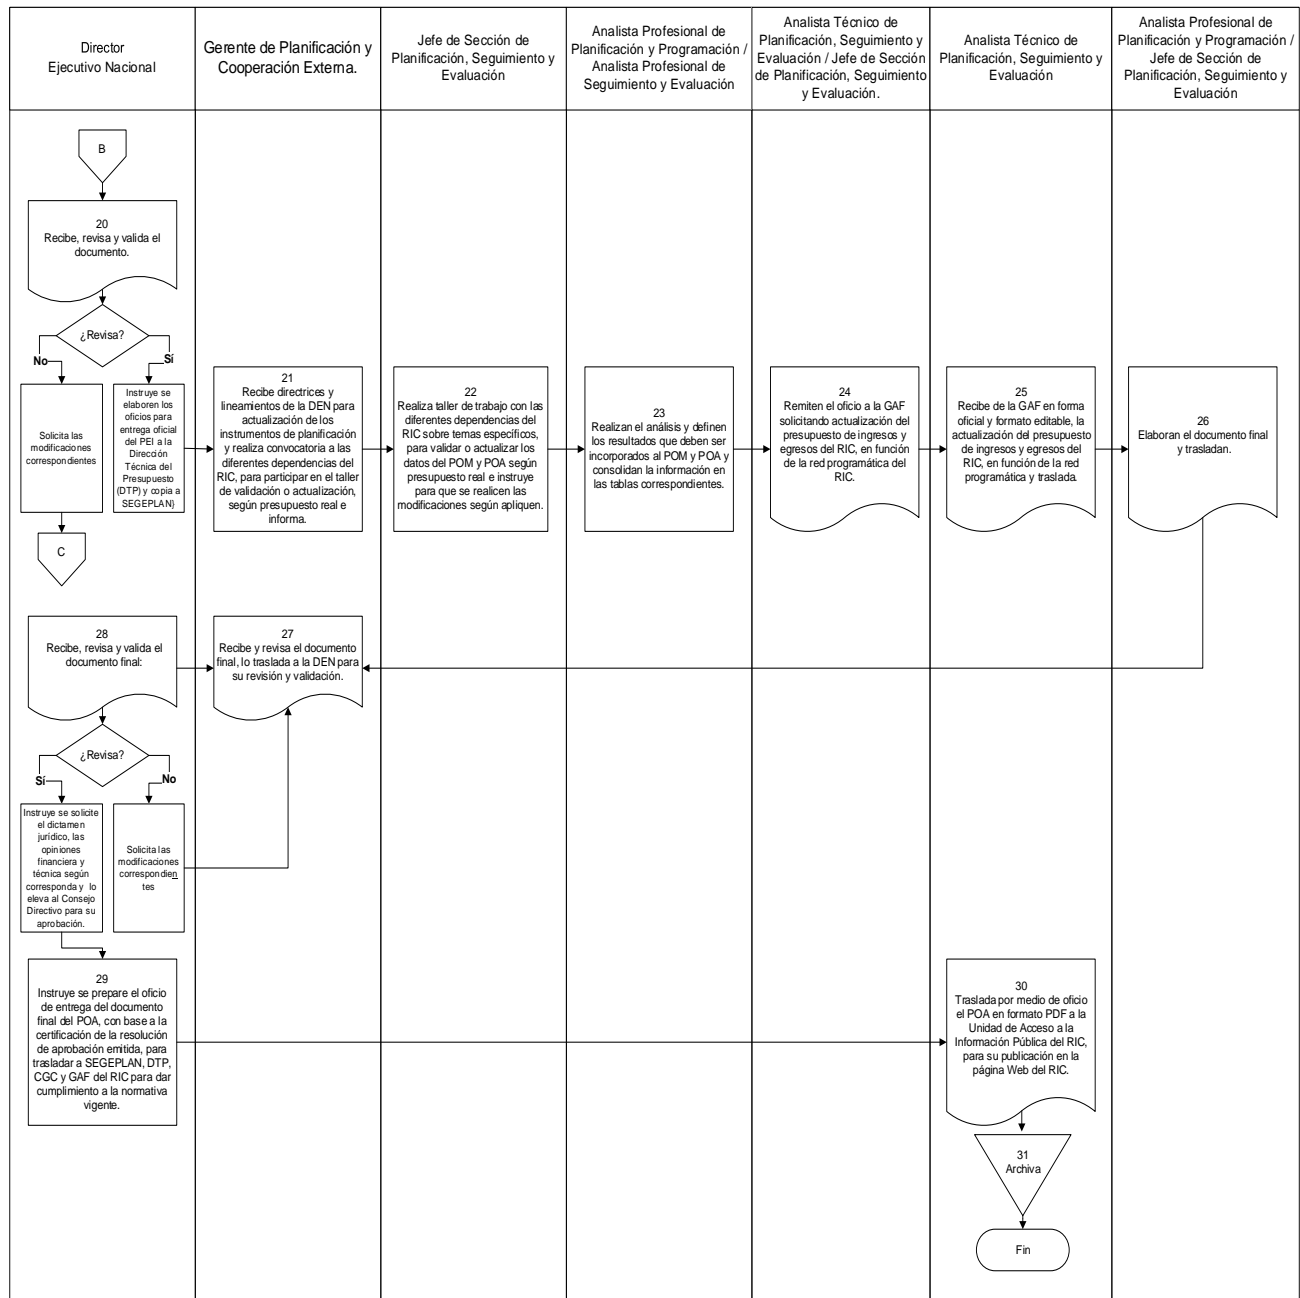 Director
Ejecutivo Nacional
Gerente de Planificación y
Cooperación Externa.
Jefe de Sección de
Planificación, Seguimiento y
Evaluación
Analista Profesional de
Planificación y Programación /
Analista Profesional de
Seguimiento y Evaluación
Analista Técnico de
Planificación, Seguimiento y
Evaluación / Jefe de Sección
de Planificación, Seguimiento
y Evaluación.
Analista Técnico de
Planificación, Seguimiento y
Evaluación
Analista Profesional de
Planificación y Programación /
Jefe de Sección de
Planificación, Seguimiento y
Evaluación
B
20
Recibe, revisa y valida el
documento.
¿Revisa?
No
Sí
Solicita las
modificaciones
correspondientes
Instruye se
elaboren los
oficios para
entrega oficial
del PEI a la
Dirección
Técnica del
Presupuesto
(DTP) y copia a
SEGEPLAN}
C
21
Recibe directrices y
lineamientos de la DEN para
actualización de los
instrumentos de planificación
y realiza convocatoria a las
diferentes dependencias del
RIC, para participar en el taller
de validación o actualización,
según presupuesto real e
informa.
22
Realiza taller de trabajo con las
diferentes dependencias del
RIC sobre temas específicos,
para validar o actualizar los
datos del POM y POA según
presupuesto real e instruye
para que se realicen las
modificaciones según apliquen.
23
Realizan el análisis y definen
los resultados que deben ser
incorporados al POM y POA y
consolidan la información en
las tablas correspondientes.
24
Remiten el oficio a la GAF
solicitando actualización del
presupuesto de ingresos y
egresos del RIC, en función
de la red programática del
RIC.
25
Recibe de la GAF en forma
oficial y formato editable, la
actualización del presupuesto
de ingresos y egresos del
RIC, en función de la red
programática y traslada.
26
Elaboran el documento final
y trasladan.
28
Recibe, revisa y valida el
documento final:
27
Recibe y revisa el documento
final, lo traslada a la DEN para
su revisión y validación.
¿Revisa?
Sí
No
Instruye se solicite
el dictamen
jurídico, las
opiniones
financiera y
técnica según
corresponda y lo
eleva al Consejo
Directivo para su
aprobación.
Solicita las
modificaciones
correspondien
tes
29
Instruye se prepare el oficio
de entrega del documento
final del POA, con base a la
certificación de la resolución
de aprobación emitida, para
trasladar a SEGEPLAN, DTP,
CGC y GAF del RIC para dar
cumplimiento a la normativa
vigente.
30
Traslada por medio de oficio
el POA en formato PDF a la
Unidad de Acceso a la
Información Pública del RIC,
para su publicación en la
página Web del RIC.
31
Archiva
Fin